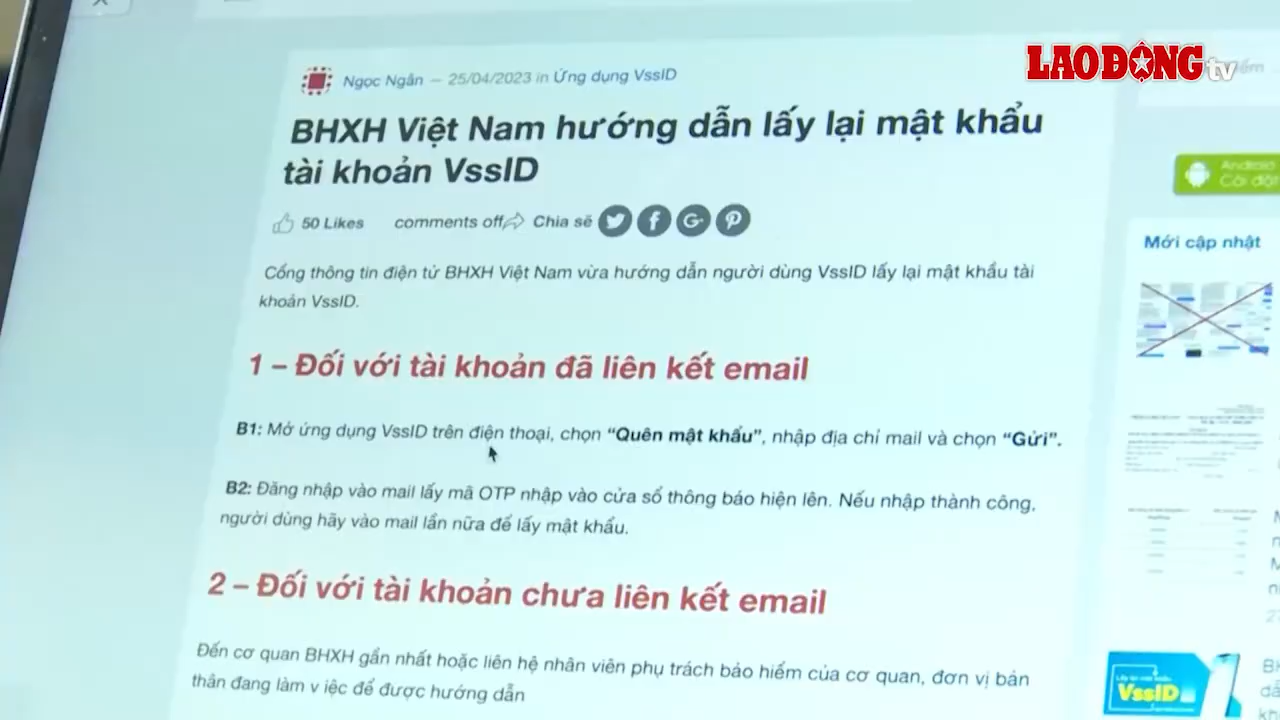 LAO ĐỘNG tv
Ngọc Ngân – 25/04/2023 in Ứng dụng VssID
BHXH Việt Nam hướng dẫn lấy lại mật khẩu
tài khoản VssID
50 Likes comments off Chia sẽ
Cổng thông tin điện tử BHXH Việt Nam vừa hướng dẫn người dùng VssID lấy lại mật khẩu tài
khoản VssID.
1 – Đối với tài khoản đã liên kết email
B1: Mở ứng dụng VssID trên điện thoại, chọn “Quên mật khẩu”, nhập địa chỉ mail và chọn “Gửi”.
B2: Đăng nhập vào mail lấy mã OTP nhập vào cửa sổ thông báo hiện lên. Nếu nhập thành công,
người dùng hãy vào mail lần nữa để lấy mật khẩu.
2 – Đối với tài khoản chưa liên kết email
Đến cơ quan BHXH gần nhất hoặc liên hệ nhân viên phụ trách bảo hiểm của cơ quan, đơn vị bản
thân đang làm v iệc để được hướng dẫn
Android
Cài đặt
Mới cập nhật
VssID